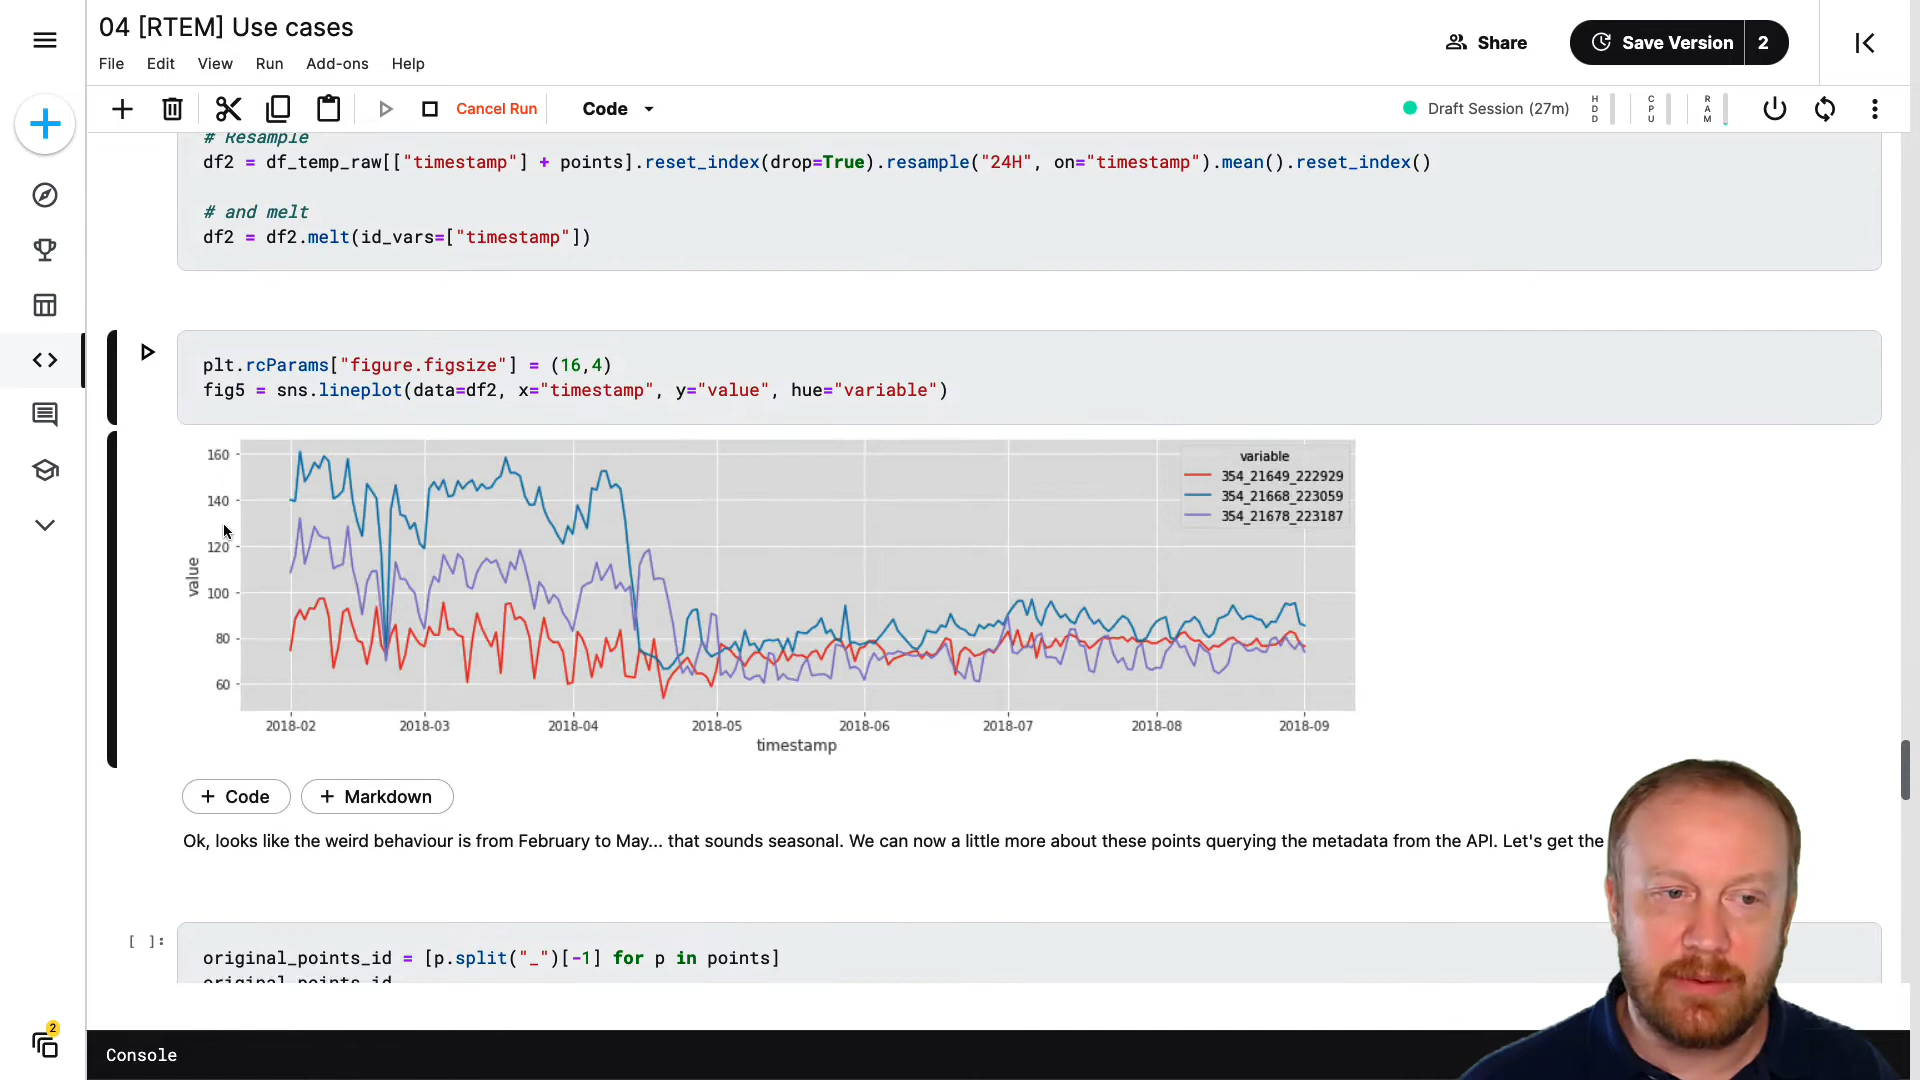 04 [RTEM] Use cases
File Edit View Run Add-ons Help
Share
Save Version 2
Cancel Run
Code
Draft Session (27m)
HDD
CPU
RAM
# Resample
df2 = df_temp_raw[["timestamp"] + points].reset_index(drop=True).resample("24H", on="timestamp").mean().reset_index()
# and melt
df2 = df2.melt(id_vars=["timestamp"])
plt.rcParams["figure.figsize"] = (16,4)
fig5 = sns.lineplot(data=df2, x="timestamp", y="value", hue="variable")
160
140
120
100
80
60
value
variable
354_21649_222929
354_21668_223059
354_21678_223187
2018-02 2018-03 2018-04 2018-05 2018-06 2018-07 2018-08 2018-09
timestamp
+ Code + Markdown
Ok, looks like the weird behaviour is from February to May... that sounds seasonal. We can now a little more about these points querying the metadata from the API. Let's get the
[ ]:
original_points_id = [p.split("_")[-1] for p in points]
original_points_id
2
Console